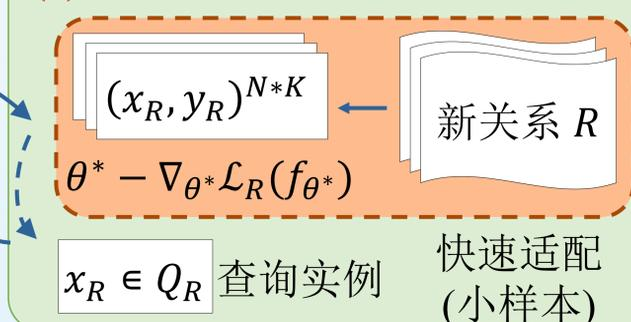 (x_R, y_R)^{N*K}
新关系 R
θ* − ∇_{θ*}ℒ_R(f_{θ*})
x_R ∈ Q_R 查询实例
快速适配
(小样本)